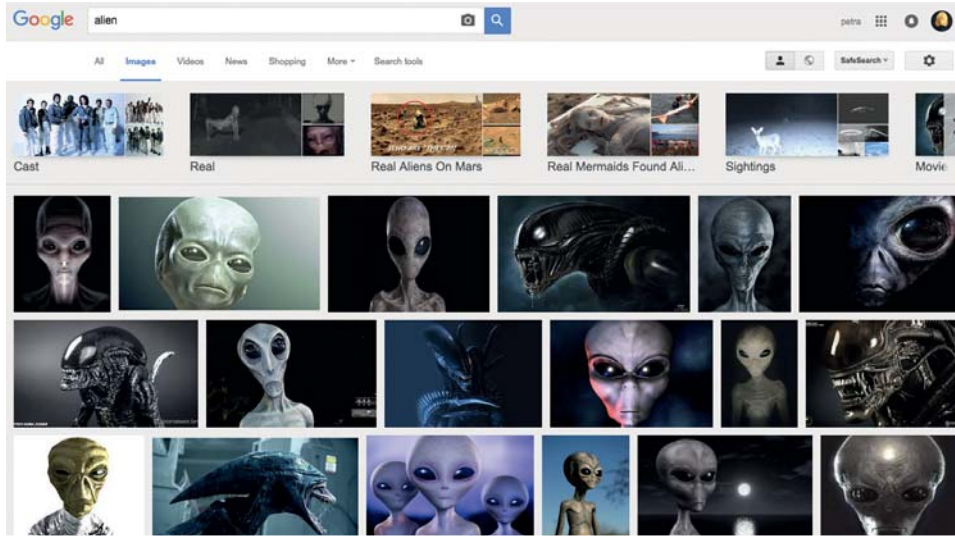 Google alien petra
All Images Videos News Shopping More Search tools SafeSearch
Cast Real Real Aliens On Mars Real Mermaids Found Ali... Sightings Movie